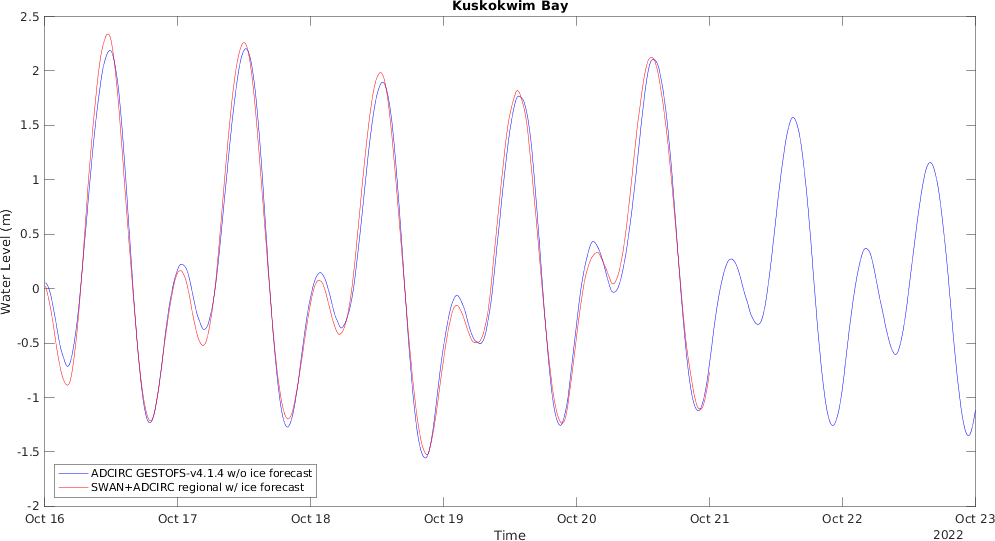 Kuskokwim Bay
2.5
2
1.5
1
0.5
0
-0.5
-1
-1.5
-2
Water Level (m)
ADCIRC GESTOFS-v4.1.4 w/o ice forecast
SWAN+ADCIRC regional w/ ice forecast
Oct 16 Oct 17 Oct 18 Oct 19 Oct 20 Oct 21 Oct 22 Oct 23
Time
2022